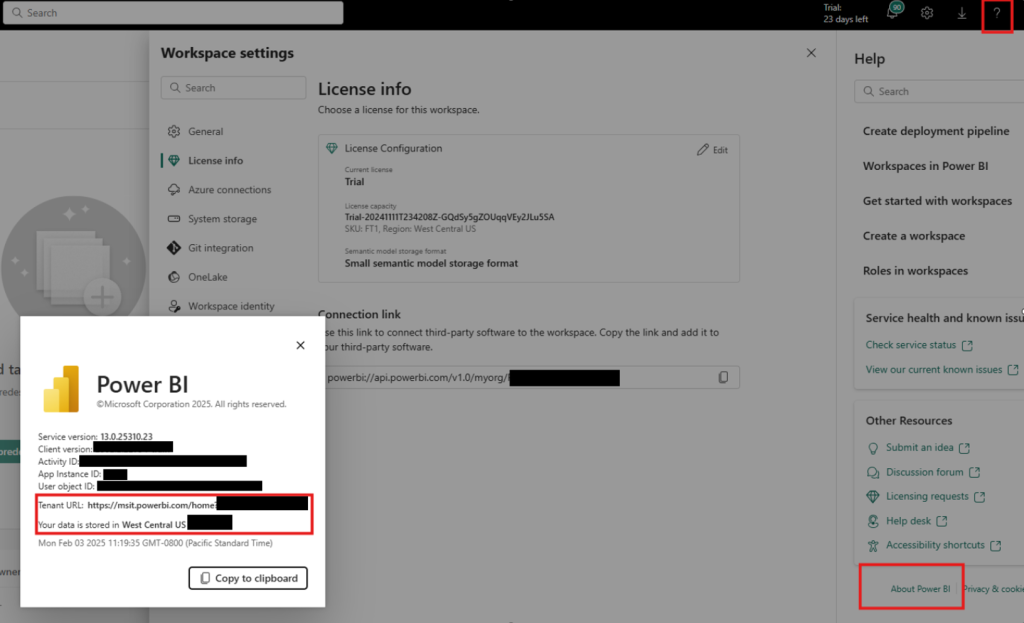 Search
Trial:
23 days left
90
?
Workspace settings
Search
General
License info
Azure connections
System storage
Git integration
OneLake
Workspace identity
License info
Choose a license for this workspace.
License Configuration
Edit
Current license
Trial
License capacity
Trial-20241111T234208Z-GQdSy5gZOUqqVEy2JLu5SA
SKU: FT1, Region: West Central US
Semantic model storage format
Small semantic model storage format
Connection link
se this link to connect third-party software to the workspace. Copy the link and add it to
our third-party software.
powerbi://api.powerbi.com/v1.0/myorg/
Help
Search
Create deployment pipeline
Workspaces in Power BI
Get started with workspaces
Create a workspace
Roles in workspaces
Service health and known issu
Check service status
View our current known issues
Other Resources
Submit an idea
Discussion forum
Licensing requests
Help desk
Accessibility shortcuts
About Power BI
Privacy & cookie
d ta
rede
prede
wner
Power BI
©Microsoft Corporation 2025. All rights reserved.
Service version: 13.0.25310.23
Client version:
Activity ID:
App Instance ID:
User object ID:
Tenant URL: https://msit.powerbi.com/home?
Your data is stored in West Central US
Mon Feb 03 2025 11:19:35 GMT-0800 (Pacific Standard Time)
Copy to clipboard